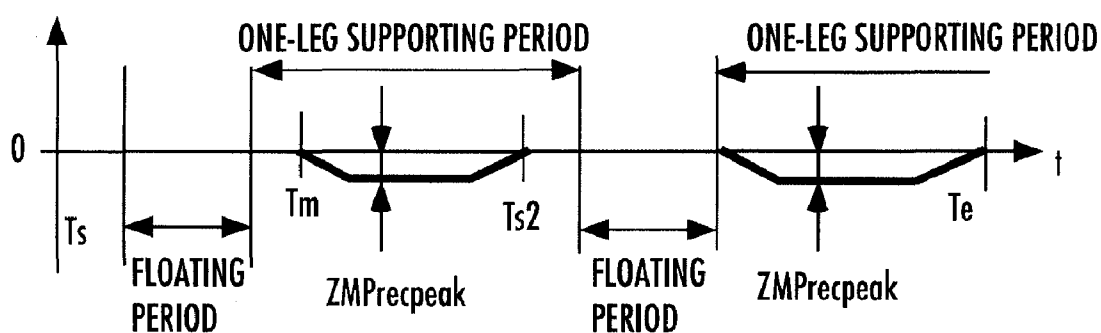 ONE-LEG SUPPORTING PERIOD
ONE-LEG SUPPORTING PERIOD
0
t
Ts
Tm
Ts2
Te
FLOATING
PERIOD
ZMPrecpeak
FLOATING
PERIOD
ZMPrecpeak